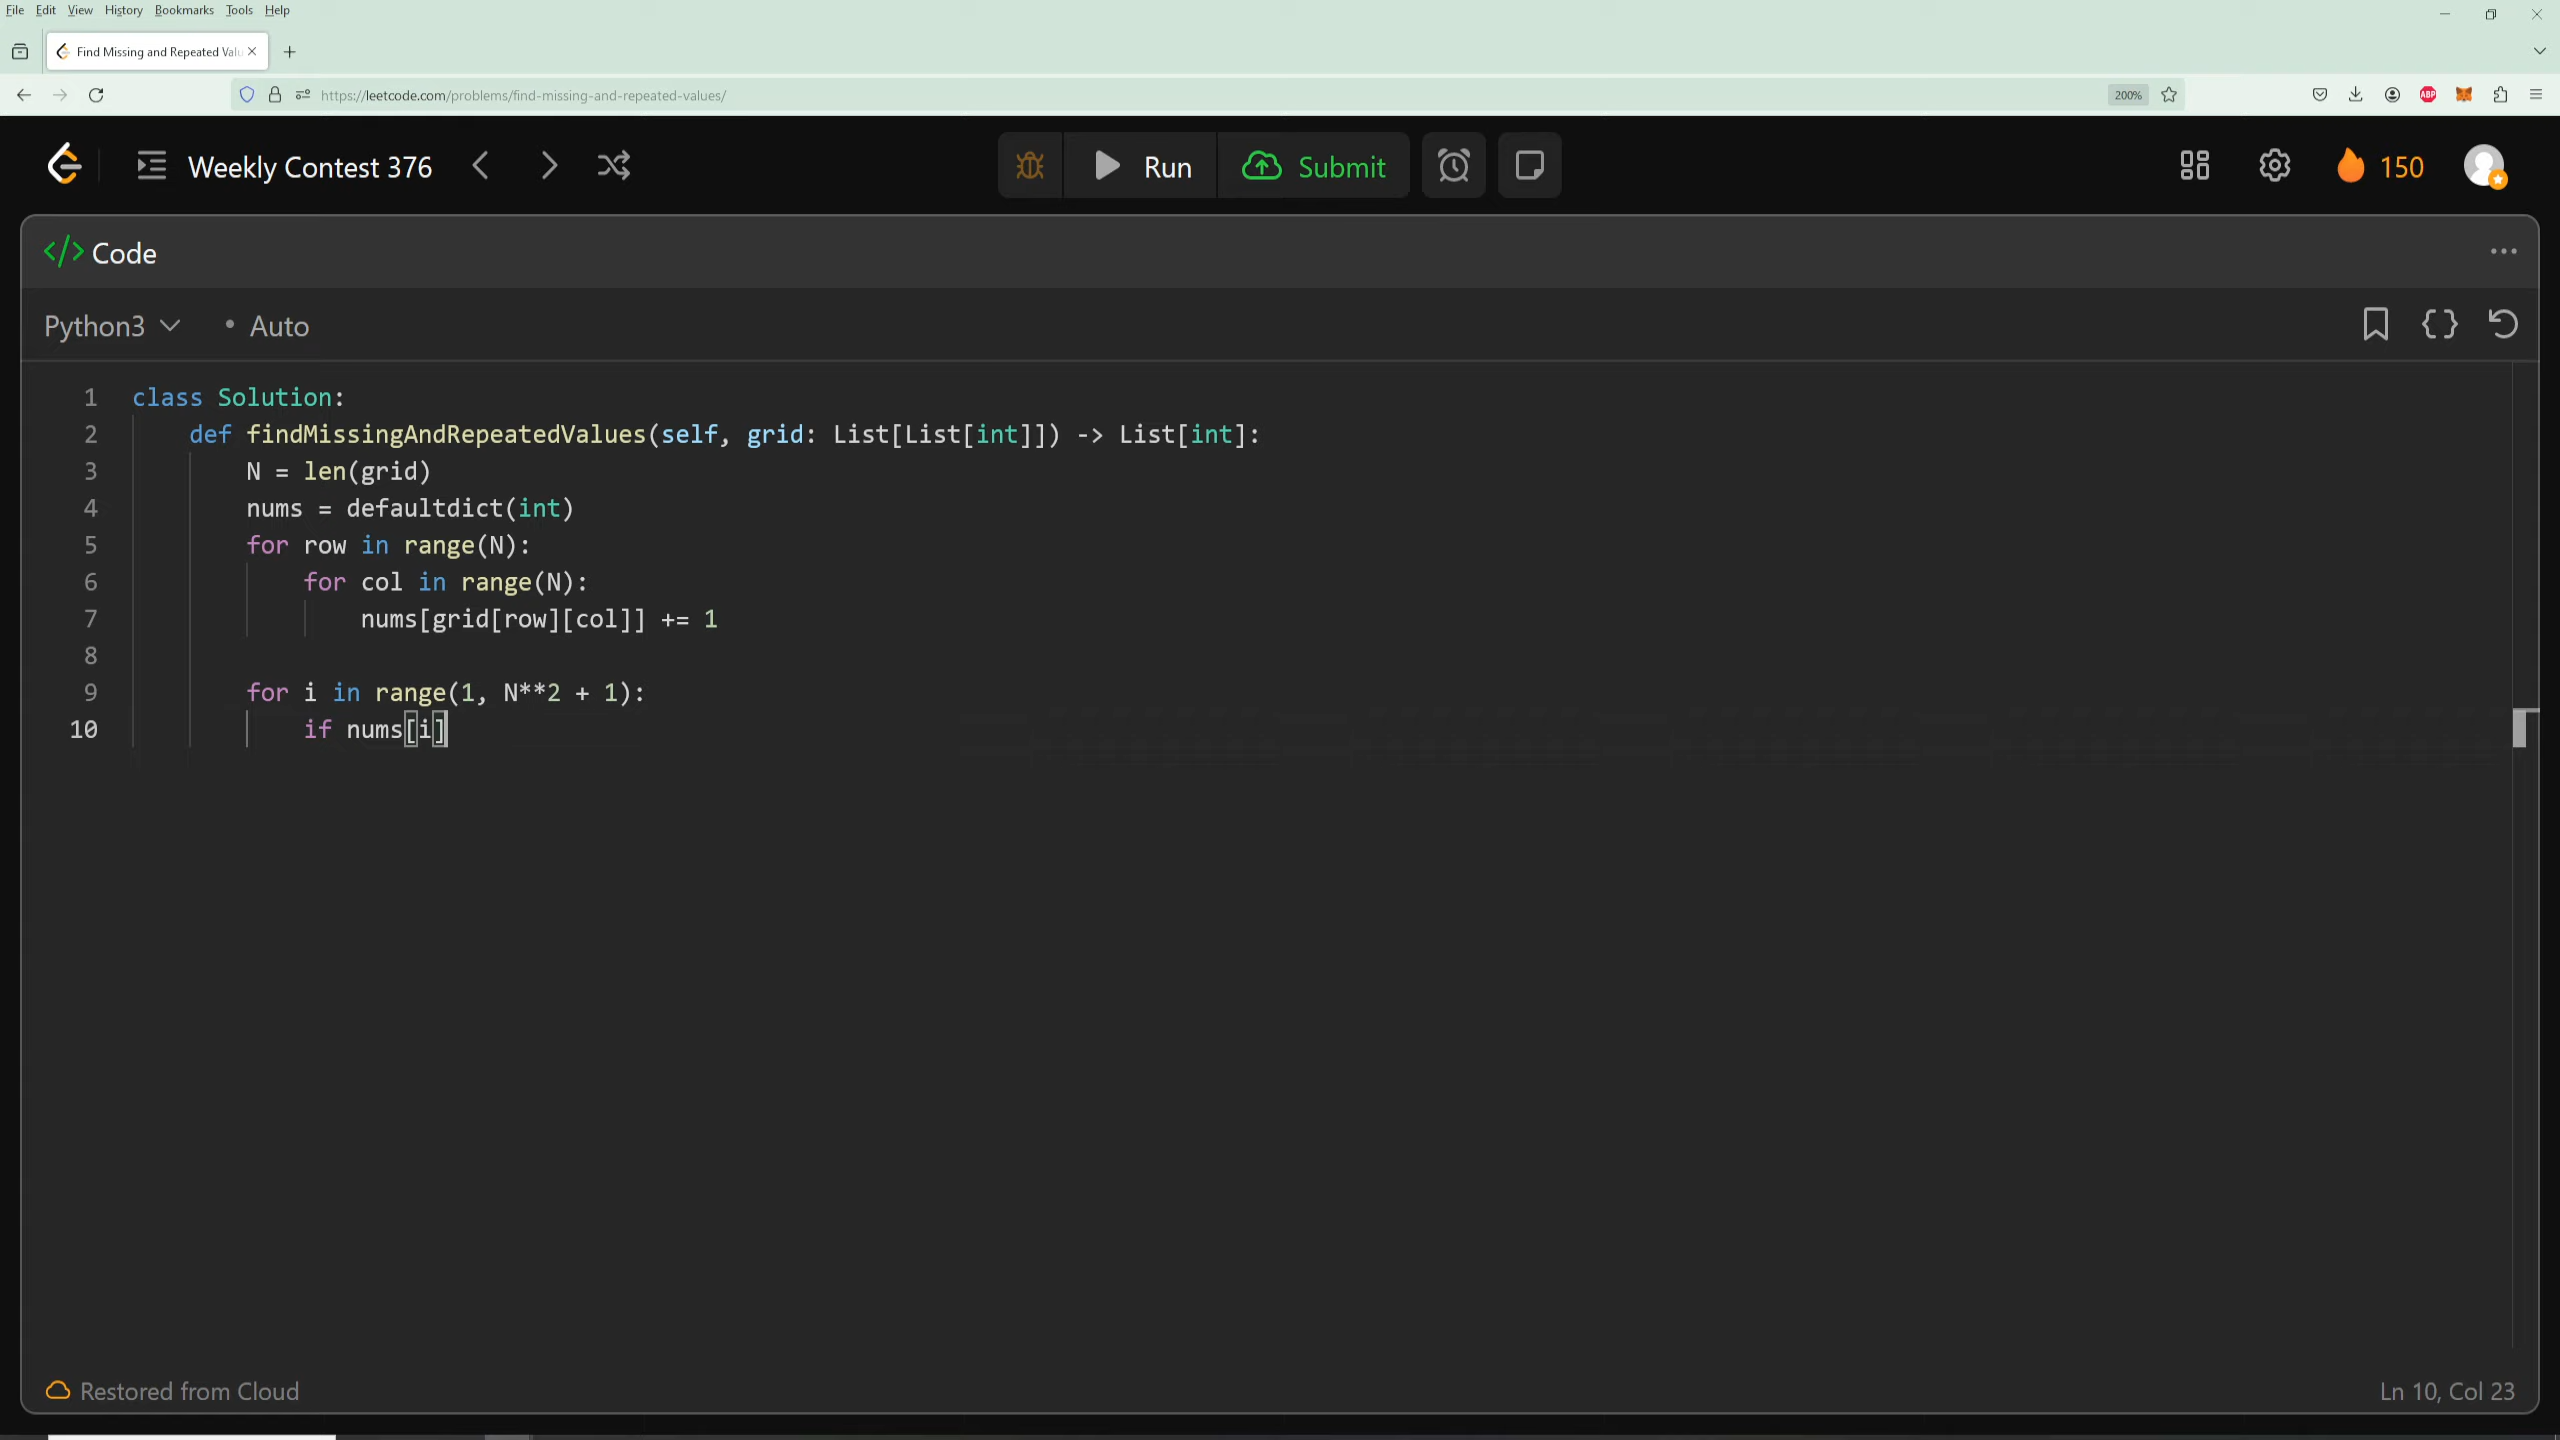 File Edit View History Bookmarks Tools Help
Find Missing and Repeated Valu
https://leetcode.com/problems/find-missing-and-repeated-values/ 200% ABP
Weekly Contest 376 Run Submit 150
</> Code
Python3 • Auto
1 class Solution:
2 def findMissingAndRepeatedValues(self, grid: List[List[int]]) -> List[int]:
3 N = len(grid)
4 nums = defaultdict(int)
5 for row in range(N):
6 for col in range(N):
7 nums[grid[row][col]] += 1
8
9 for i in range(1, N**2 + 1):
10 if nums[i]
Restored from Cloud Ln 10, Col 23